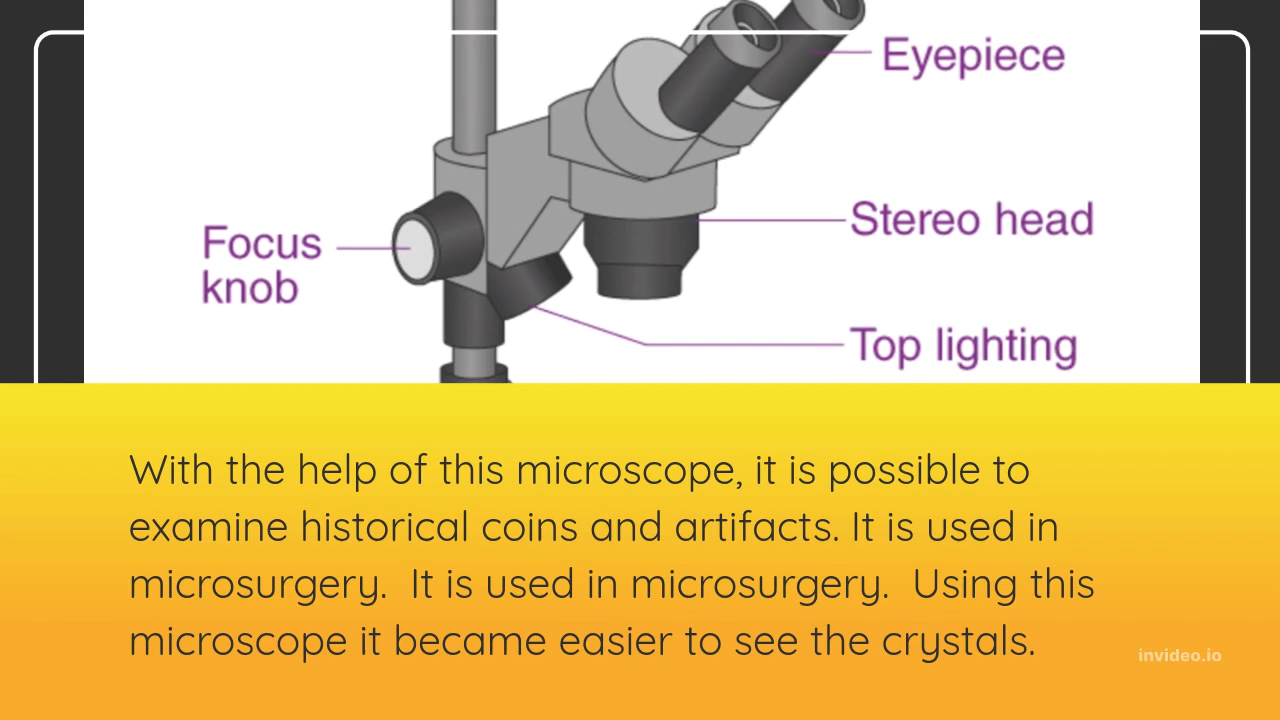 Eyepiece
Stereo head
Focus
knob
Top lighting
With the help of this microscope, it is possible to
examine historical coins and artifacts. It is used in
microsurgery.  It is used in microsurgery.  Using this
microscope it became easier to see the crystals.
invideo.io